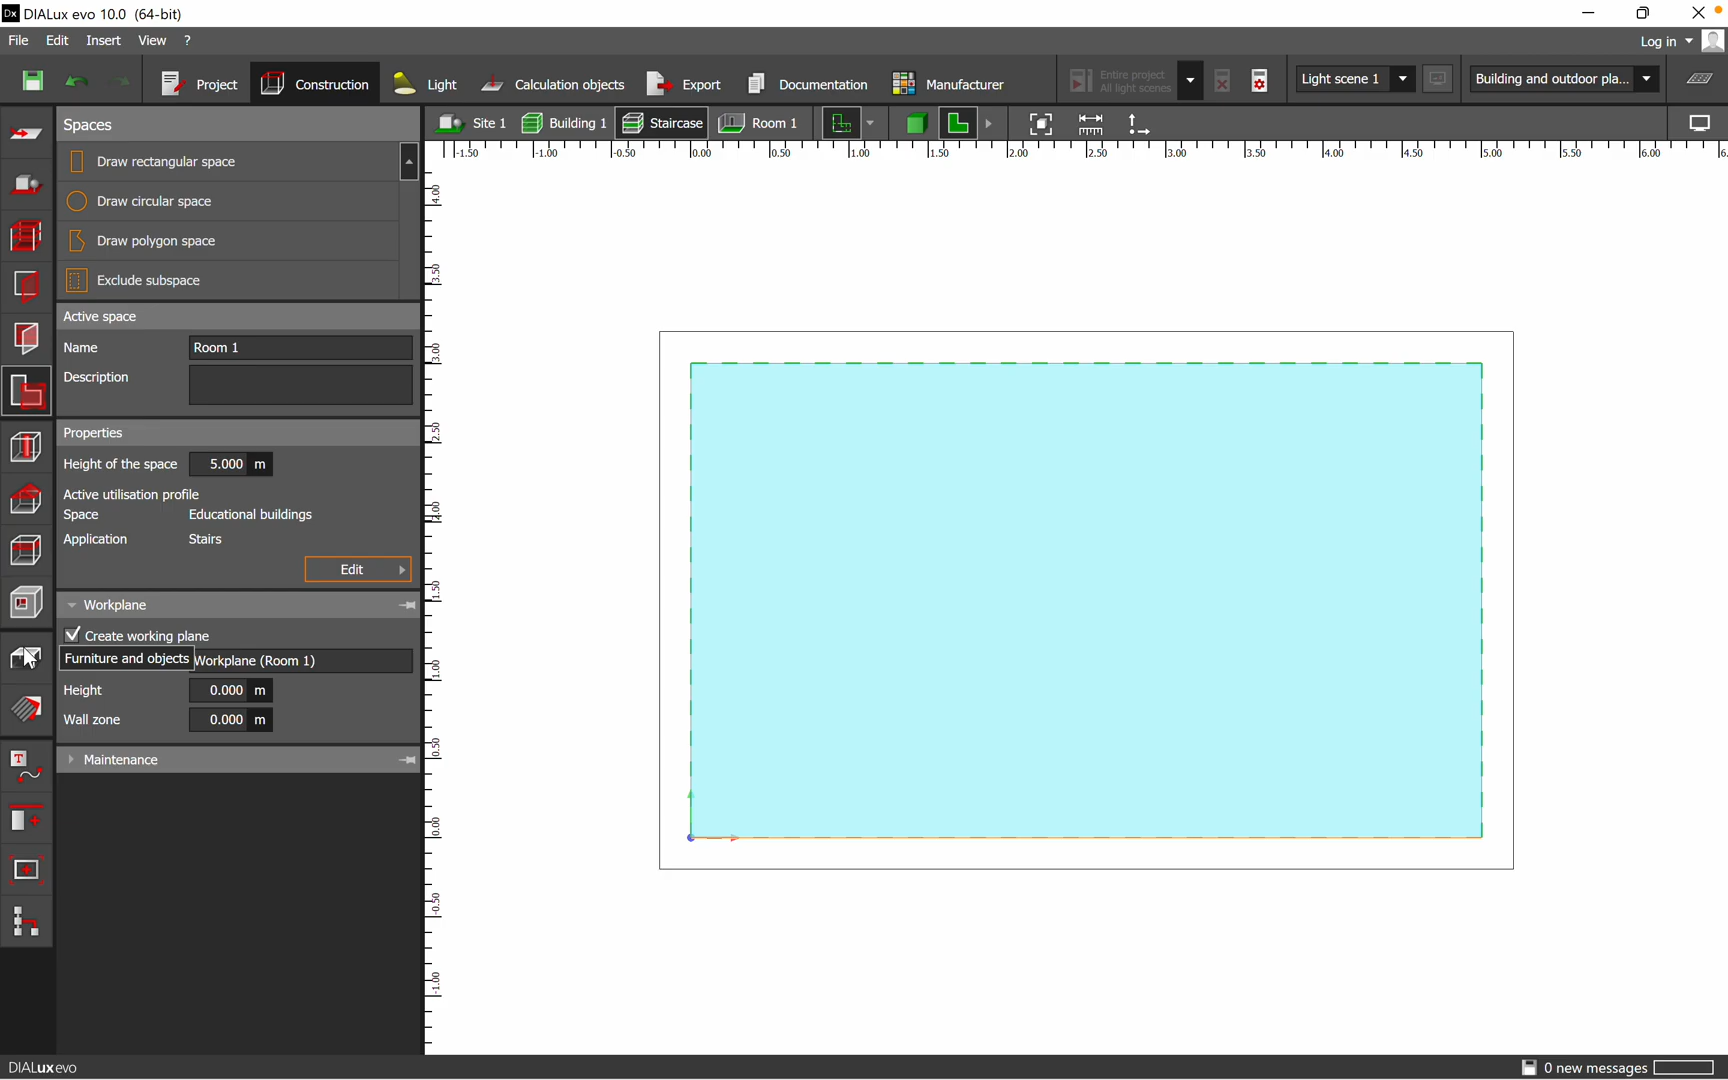 Dx DIALux evo 10.0 (64-bit)
File Edit Insert View ?
Log in
Project Construction Light Calculation objects Export Documentation Manufacturer
Entire project
All light scenes
Light scene 1
Building and outdoor pla...
Spaces
Site 1 Building 1 Staircase Room 1
-1.50 -1.00 -0.50 0.00 0.50 1.00 1.50 2.00 2.50 3.00 3.50 4.00 4.50 5.00 5.50 6.00 6.
Draw rectangular space
Draw circular space
Draw polygon space
Exclude subspace
Active space
Name Room 1
Description
Properties
Height of the space 5.000 m
Active utilisation profile
Space Educational buildings
Application Stairs
Edit
Workplane
Create working plane
Furniture and objects Workplane (Room 1)
Height 0.000 m
Wall zone 0.000 m
Maintenance
4.00
3.50
3.00
2.50
2.00
1.50
1.00
0.50
0.00
-0.50
-1.00
T
DIALux evo
0 new messages